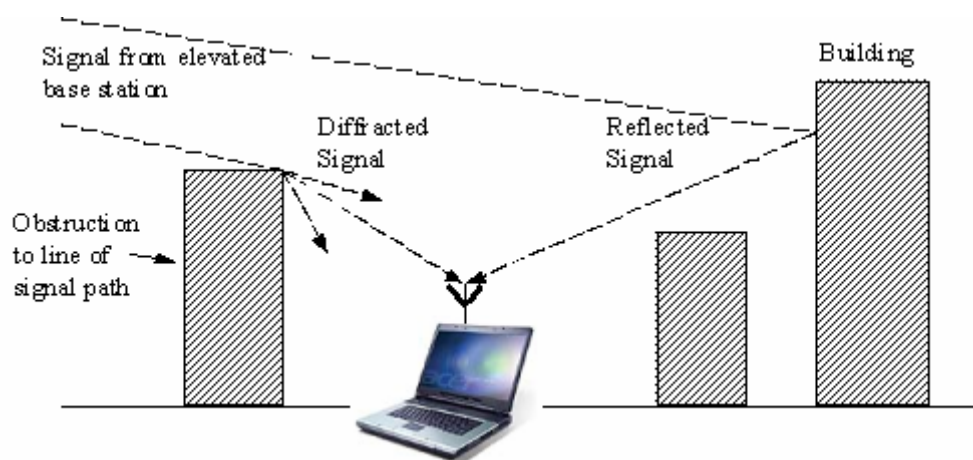 Signal from elevated
base station
Building
Diffracted
Signal
Reflected
Signal
Obstruction
to line of
signal path